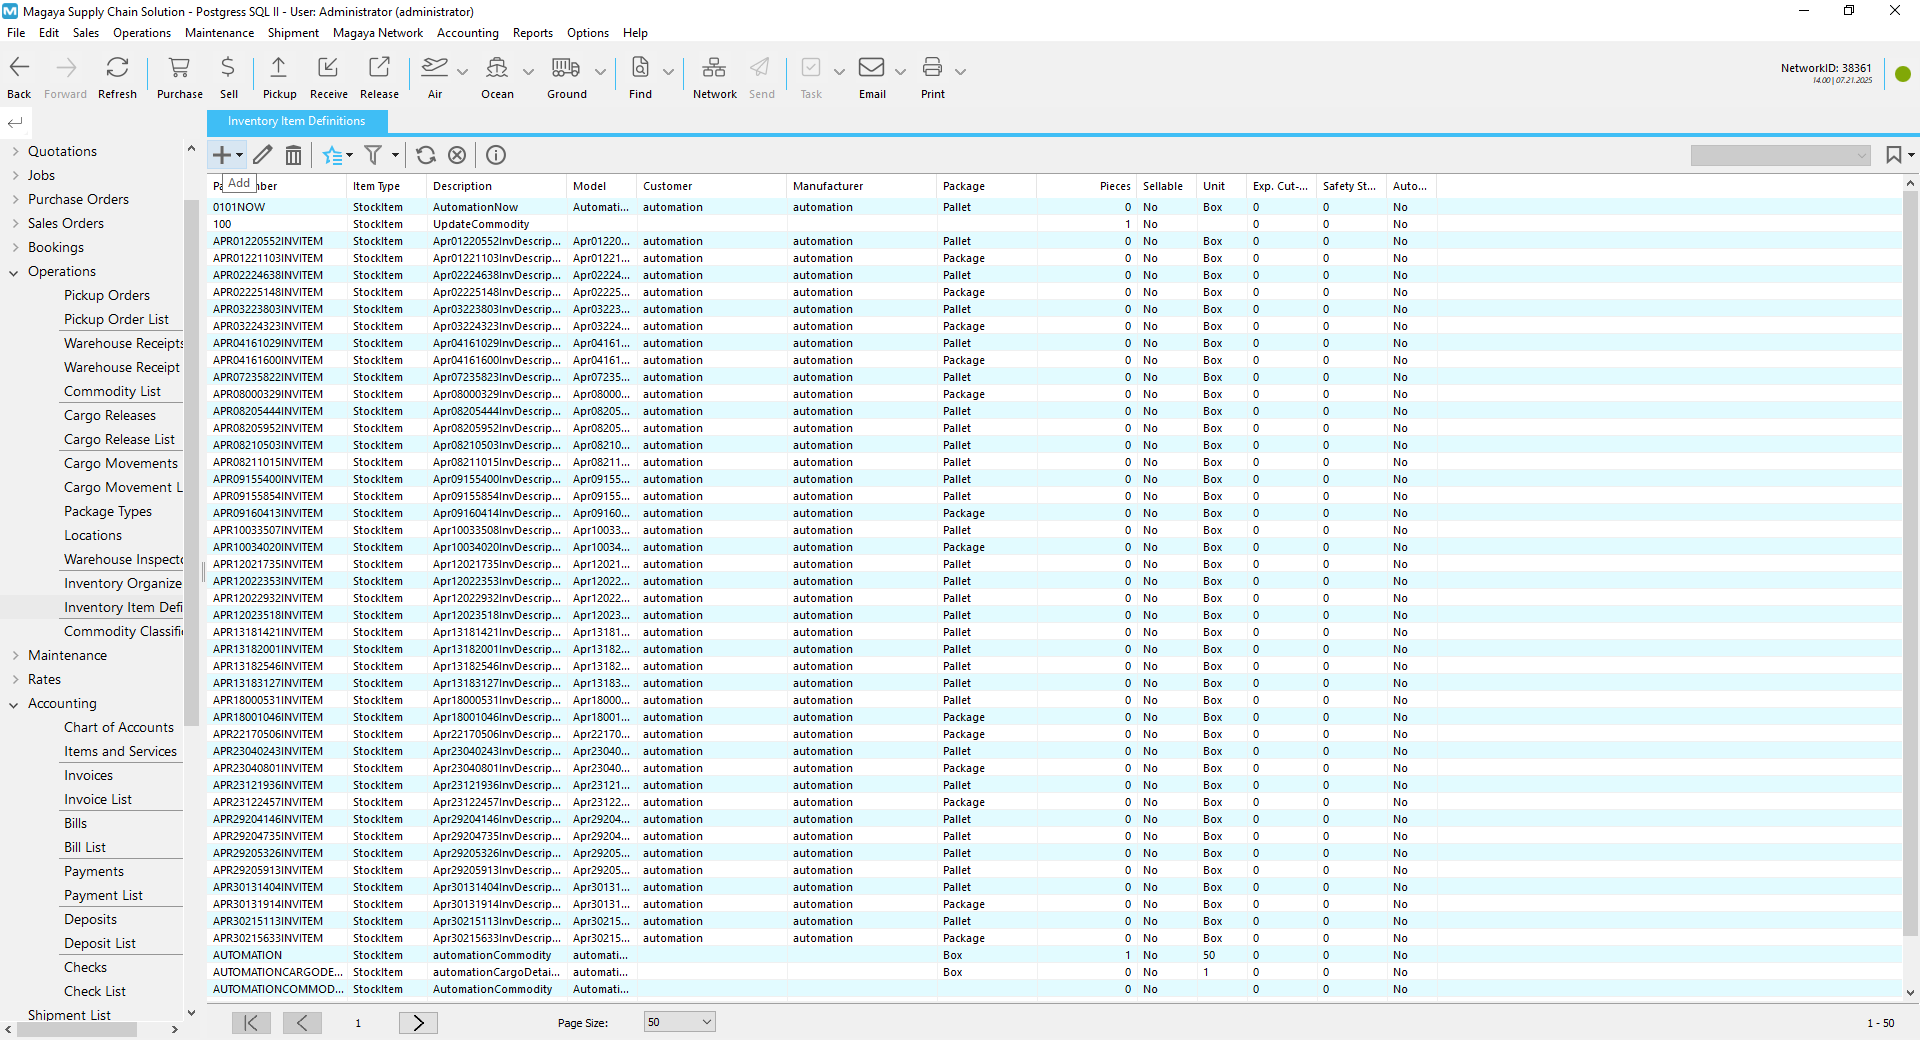 Magaya Supply Chain Solution - Postgress SQL II - User: Administrator (administrator)
File Edit Sales Operations Maintenance Shipment Magaya Network Accounting Reports Options Help
Back Forward Refresh Purchase Sell Pickup Receive Release Air Ocean Ground Find Network Send Task Email Print
NetworkID: 38361
14.00 | 07.21.2025
Inventory Item Definitions
Add
Quotations
Jobs
Purchase Orders
Sales Orders
Bookings
Operations
Pickup Orders
Pickup Order List
Warehouse Receipts
Warehouse Receipt
Commodity List
Cargo Releases
Cargo Release List
Cargo Movements
Cargo Movement L
Package Types
Locations
Warehouse Inspecto
Inventory Organize
Inventory Item Defi
Commodity Classifi
Maintenance
Rates
Accounting
Chart of Accounts
Items and Services
Invoices
Invoice List
Bills
Bill List
Payments
Payment List
Deposits
Deposit List
Checks
Check List
Shipment List
Pa mber Item Type Description Model Customer Manufacturer Package Pieces Sellable Unit Exp. Cut-... Safety St... Auto...
0101NOW StockItem AutomationNow Automati... automation automation Pallet 0 No Box 0 0 No
100 StockItem UpdateCommodity 1 No 0 0 No
APR01220552INVITEM StockItem Apr01220552InvDescrip... Apr01220... automation automation Pallet 0 No Box 0 0 No
APR01221103INVITEM StockItem Apr01221103InvDescrip... Apr01221... automation automation Package 0 No Box 0 0 No
APR02224638INVITEM StockItem Apr02224638InvDescrip... Apr02224... automation automation Pallet 0 No Box 0 0 No
APR02225148INVITEM StockItem Apr02225148InvDescrip... Apr02225... automation automation Package 0 No Box 0 0 No
APR03223803INVITEM StockItem Apr03223803InvDescrip... Apr03223... automation automation Pallet 0 No Box 0 0 No
APR03224323INVITEM StockItem Apr03224323InvDescrip... Apr03224... automation automation Package 0 No Box 0 0 No
APR04161029INVITEM StockItem Apr04161029InvDescrip... Apr04161... automation automation Pallet 0 No Box 0 0 No
APR04161600INVITEM StockItem Apr04161600InvDescrip... Apr04161... automation automation Package 0 No Box 0 0 No
APR07235822INVITEM StockItem Apr07235823InvDescrip... Apr07235... automation automation Pallet 0 No Box 0 0 No
APR08000329INVITEM StockItem Apr08000329InvDescrip... Apr08000... automation automation Package 0 No Box 0 0 No
APR08205444INVITEM StockItem Apr08205444InvDescrip... Apr08205... automation automation Pallet 0 No Box 0 0 No
APR08205952INVITEM StockItem Apr08205952InvDescrip... Apr08205... automation automation Pallet 0 No Box 0 0 No
APR08210503INVITEM StockItem Apr08210503InvDescrip... Apr08210... automation automation Pallet 0 No Box 0 0 No
APR08211015INVITEM StockItem Apr08211015InvDescrip... Apr08211... automation automation Pallet 0 No Box 0 0 No
APR09155400INVITEM StockItem Apr09155400InvDescrip... Apr09155... automation automation Pallet 0 No Box 0 0 No
APR09155854INVITEM StockItem Apr09155854InvDescrip... Apr09155... automation automation Pallet 0 No Box 0 0 No
APR09160413INVITEM StockItem Apr09160414InvDescrip... Apr09160... automation automation Package 0 No Box 0 0 No
APR10033507INVITEM StockItem Apr10033508InvDescrip... Apr10033... automation automation Pallet 0 No Box 0 0 No
APR10034020INVITEM StockItem Apr10034020InvDescrip... Apr10034... automation automation Package 0 No Box 0 0 No
APR12021735INVITEM StockItem Apr12021735InvDescrip... Apr12021... automation automation Pallet 0 No Box 0 0 No
APR12022353INVITEM StockItem Apr12022353InvDescrip... Apr12022... automation automation Pallet 0 No Box 0 0 No
APR12022932INVITEM StockItem Apr12022932InvDescrip... Apr12022... automation automation Pallet 0 No Box 0 0 No
APR12023518INVITEM StockItem Apr12023518InvDescrip... Apr12023... automation automation Pallet 0 No Box 0 0 No
APR13181421INVITEM StockItem Apr13181421InvDescrip... Apr13181... automation automation Pallet 0 No Box 0 0 No
APR13182001INVITEM StockItem Apr13182001InvDescrip... Apr13182... automation automation Pallet 0 No Box 0 0 No
APR13182546INVITEM StockItem Apr13182546InvDescrip... Apr13182... automation automation Pallet 0 No Box 0 0 No
APR13183127INVITEM StockItem Apr13183127InvDescrip... Apr13183... automation automation Pallet 0 No Box 0 0 No
APR18000531INVITEM StockItem Apr18000531InvDescrip... Apr18000... automation automation Pallet 0 No Box 0 0 No
APR18001046INVITEM StockItem Apr18001046InvDescrip... Apr18001... automation automation Package 0 No Box 0 0 No
APR22170506INVITEM StockItem Apr22170506InvDescrip... Apr22170... automation automation Package 0 No Box 0 0 No
APR23040243INVITEM StockItem Apr23040243InvDescrip... Apr23040... automation automation Pallet 0 No Box 0 0 No
APR23040801INVITEM StockItem Apr23040801InvDescrip... Apr23040... automation automation Package 0 No Box 0 0 No
APR23121936INVITEM StockItem Apr23121936InvDescrip... Apr23121... automation automation Pallet 0 No Box 0 0 No
APR23122457INVITEM StockItem Apr23122457InvDescrip... Apr23122... automation automation Package 0 No Box 0 0 No
APR29204146INVITEM StockItem Apr29204146InvDescrip... Apr29204... automation automation Pallet 0 No Box 0 0 No
APR29204735INVITEM StockItem Apr29204735InvDescrip... Apr29204... automation automation Pallet 0 No Box 0 0 No
APR29205326INVITEM StockItem Apr29205326InvDescrip... Apr29205... automation automation Pallet 0 No Box 0 0 No
APR29205913INVITEM StockItem Apr29205913InvDescrip... Apr29205... automation automation Pallet 0 No Box 0 0 No
APR30131404INVITEM StockItem Apr30131404InvDescrip... Apr30131... automation automation Pallet 0 No Box 0 0 No
APR30131914INVITEM StockItem Apr30131914InvDescrip... Apr30131... automation automation Package 0 No Box 0 0 No
APR30215113INVITEM StockItem Apr30215113InvDescrip... Apr30215... automation automation Pallet 0 No Box 0 0 No
APR30215633INVITEM StockItem Apr30215633InvDescrip... Apr30215... automation automation Package 0 No Box 0 0 No
AUTOMATION StockItem automationCommodity automati... Box 1 No 50 0 0 No
AUTOMATIONCARGODE... StockItem automationCargoDetai... automati... Box 0 No 1 0 0 No
AUTOMATIONCOMMOD... StockItem AutomationCommodity Automati... 0 No 0 0 No
1 Page Size: 50 1 - 50